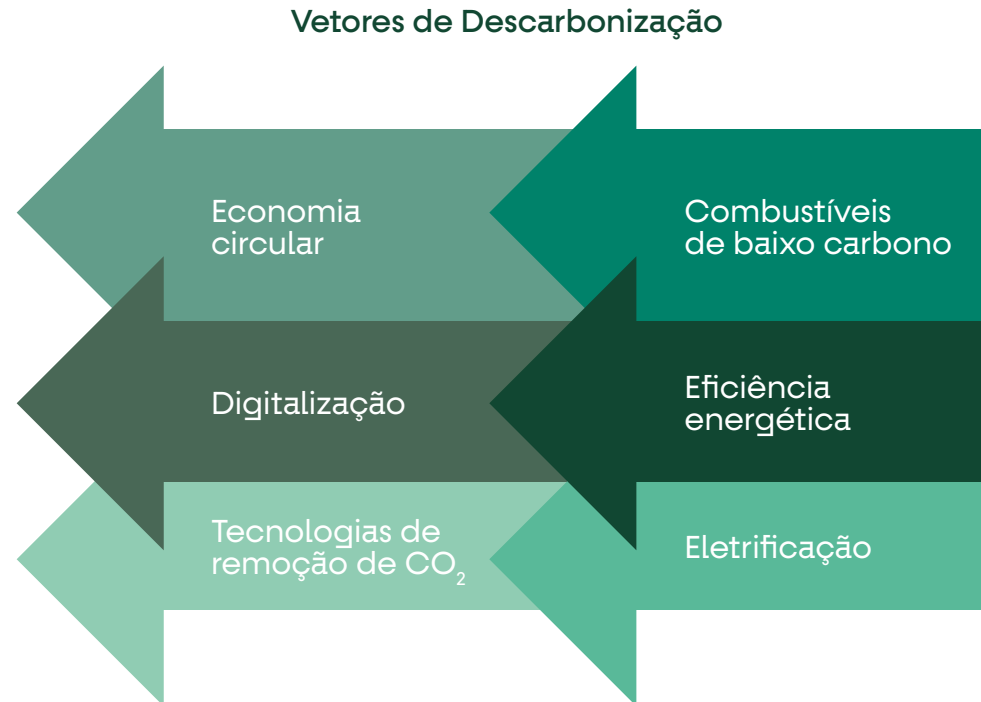 Vetores de Descarbonização
Economia
circular
Combustíveis
de baixo carbono
Digitalização
Eficiência
energética
Tecnologias de
remoção de CO₂
Eletrificação